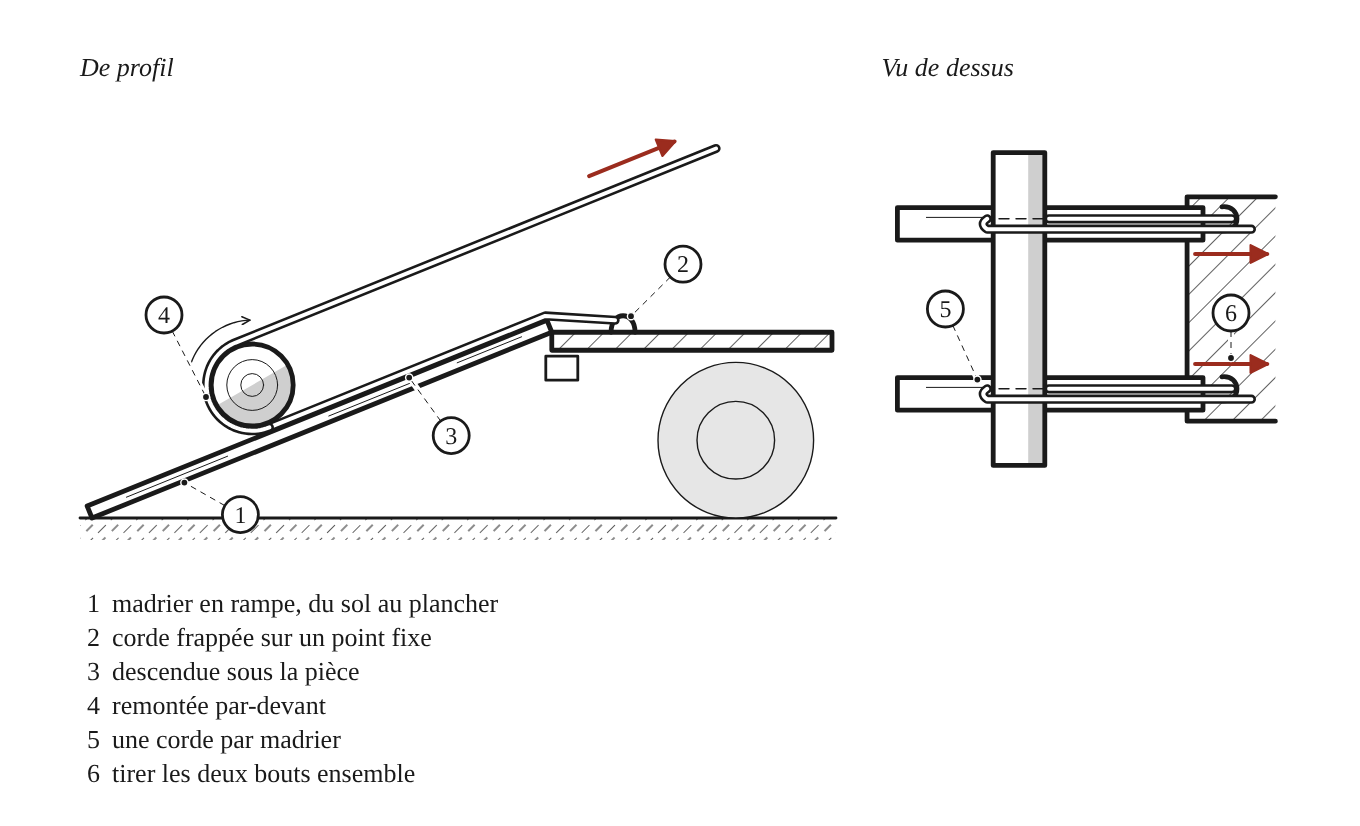 De profil
Vu de dessus
2
4
5
6
3
1
1 madrier en rampe, du sol au plancher
2 corde frappée sur un point fixe
3 descendue sous la pièce
4 remontée par-devant
5 une corde par madrier
6 tirer les deux bouts ensemble